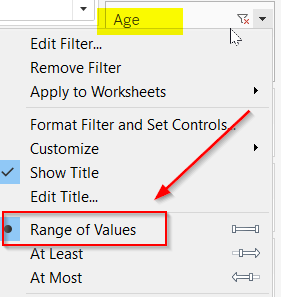 Age
Edit Filter...
Remove Filter
Apply to Worksheets
Format Filter and Set Controls...
Customize
Show Title
Edit Title...
Range of Values
At Least
At Most